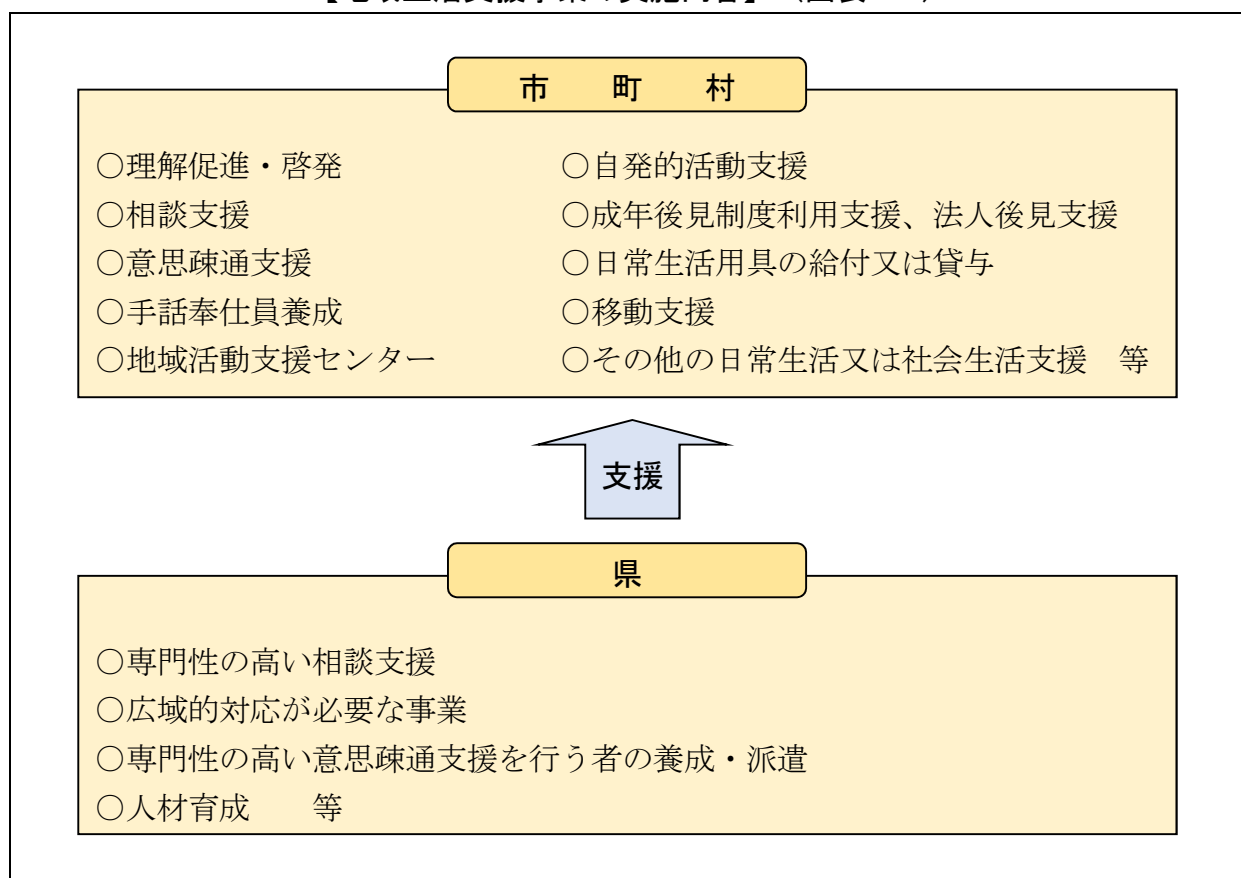 市　町　村
○理解促進・啓発
○相談支援
○意思疎通支援
○手話奉仕員養成
○地域活動支援センター
○自発的活動支援
○成年後見制度利用支援、法人後見支援
○日常生活用具の給付又は貸与
○移動支援
○その他の日常生活又は社会生活支援　等
支援
県
○専門性の高い相談支援
○広域的対応が必要な事業
○専門性の高い意思疎通支援を行う者の養成・派遣
○人材育成　　等